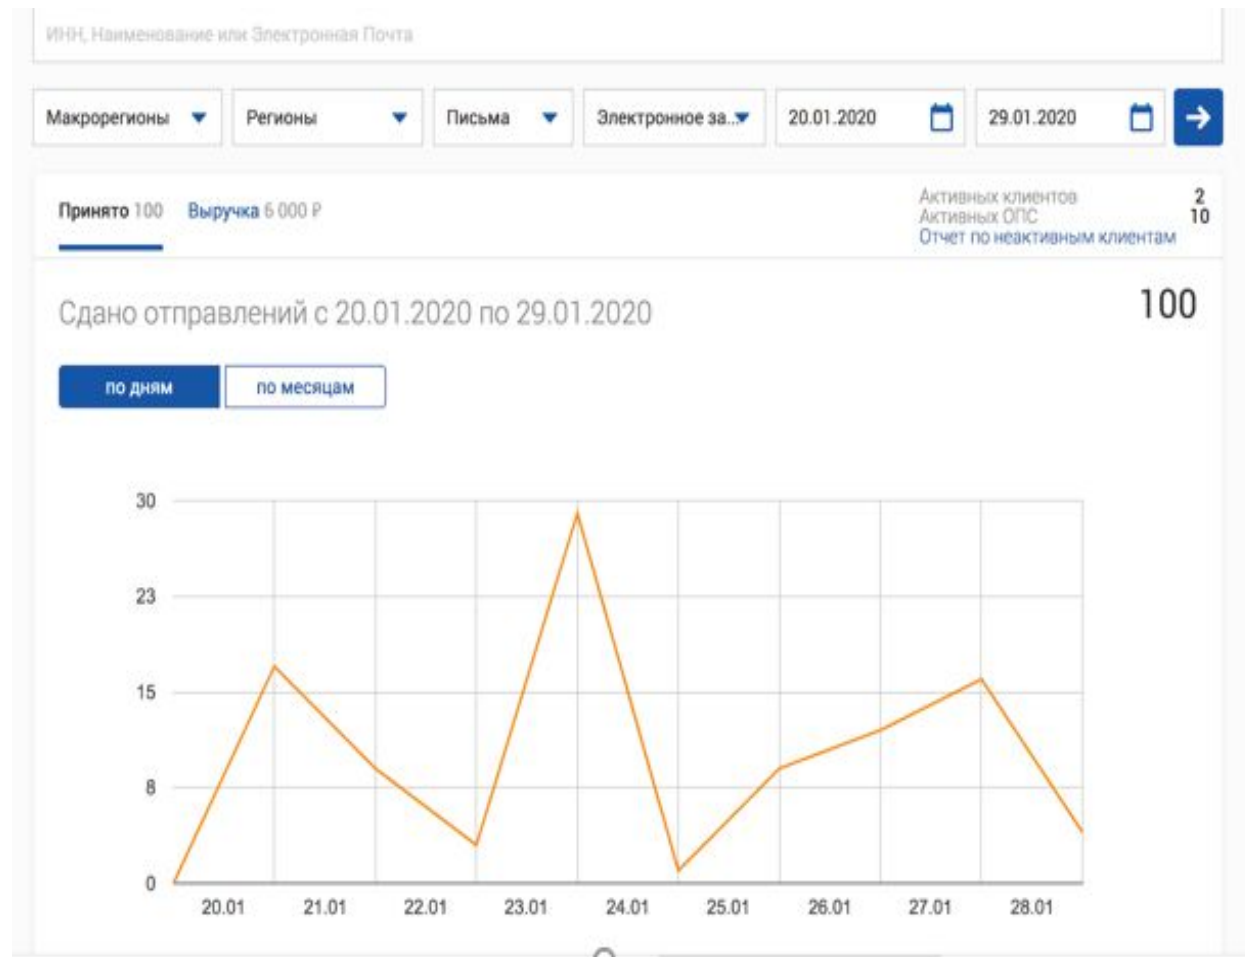 ИНН, Наименование или Электронная Почта
Макрорегионы Регионы Письма Электронное за... 20.01.2020 29.01.2020
Принято 100 Выручка 6 000 ₽
Активных клиентов 2
Активных ОПС 10
Отчет по неактивным клиентам
Сдано отправлений с 20.01.2020 по 29.01.2020 100
по дням по месяцам
30
23
15
8
0
20.01 21.01 22.01 23.01 24.01 25.01 26.01 27.01 28.01